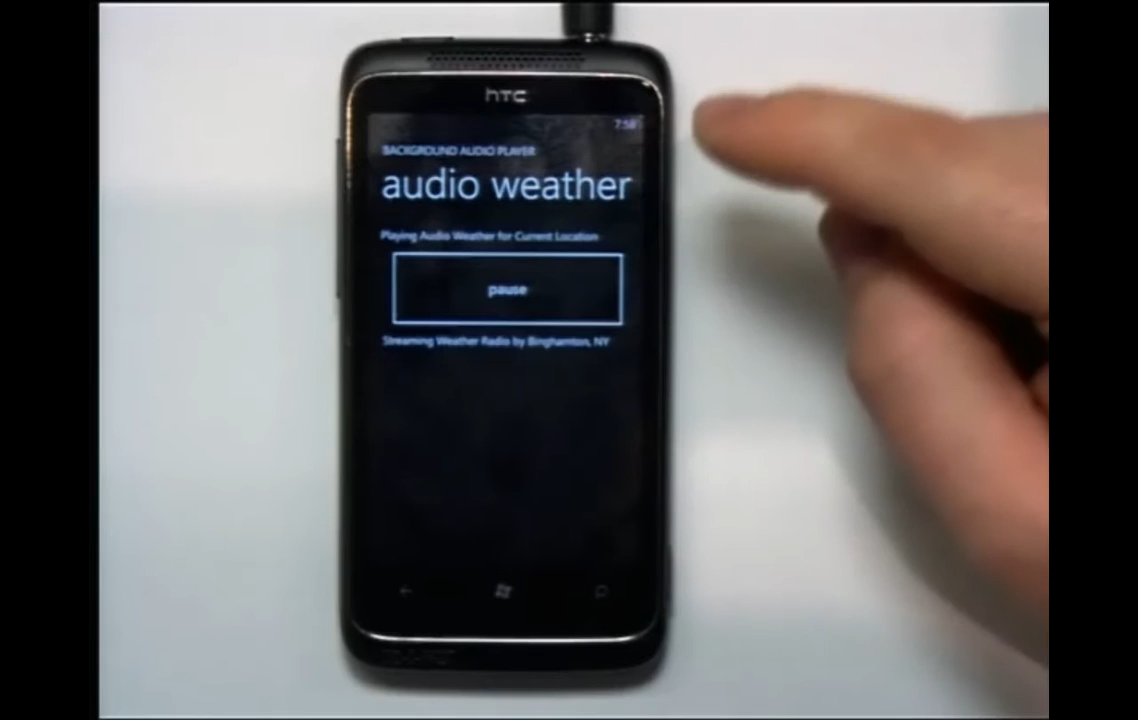 hTC
7:58
BACKGROUND AUDIO PLAYER
audio weather
Playing Audio Weather for Current Location
pause
Streaming Weather Radio by Binghamton, NY